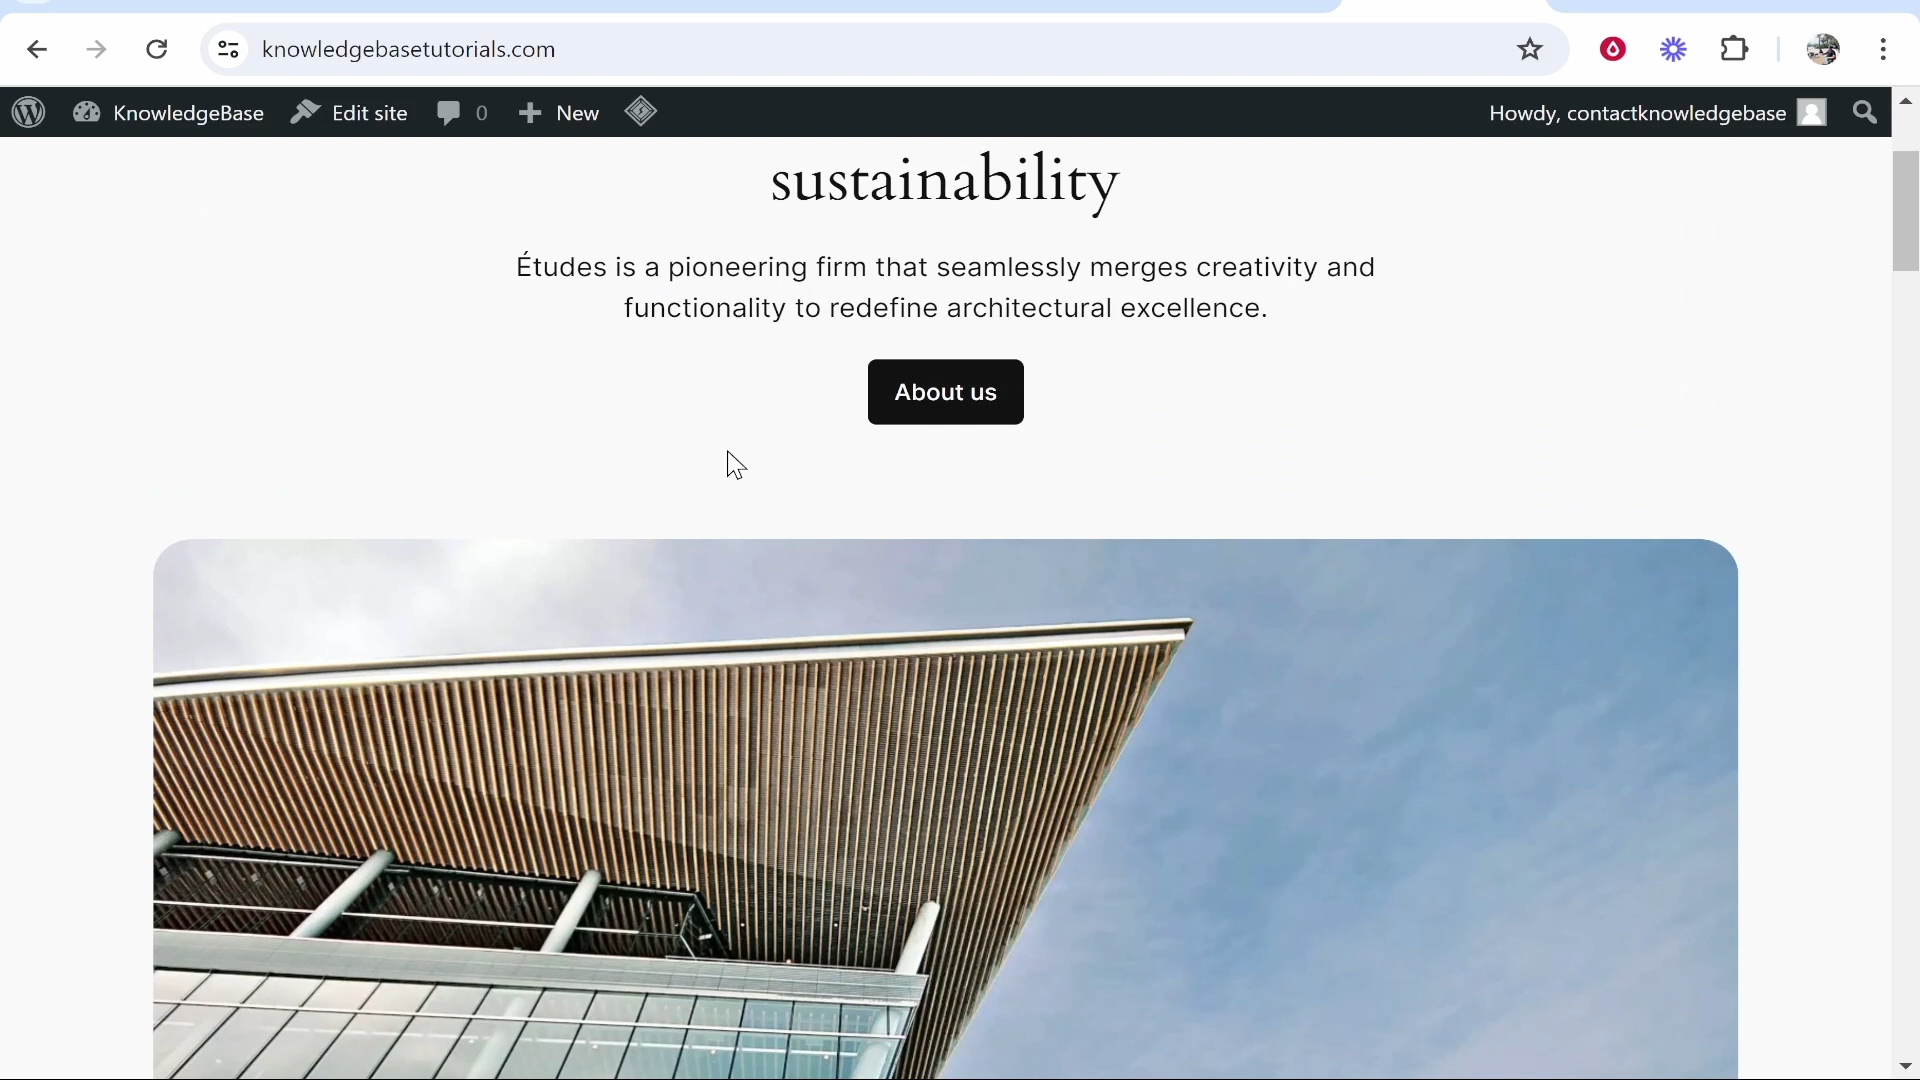 knowledgebasetutorials.com
KnowledgeBase Edit site 0 New Howdy, contactknowledgebase
sustainability
Études is a pioneering firm that seamlessly merges creativity and
functionality to redefine architectural excellence.
About us